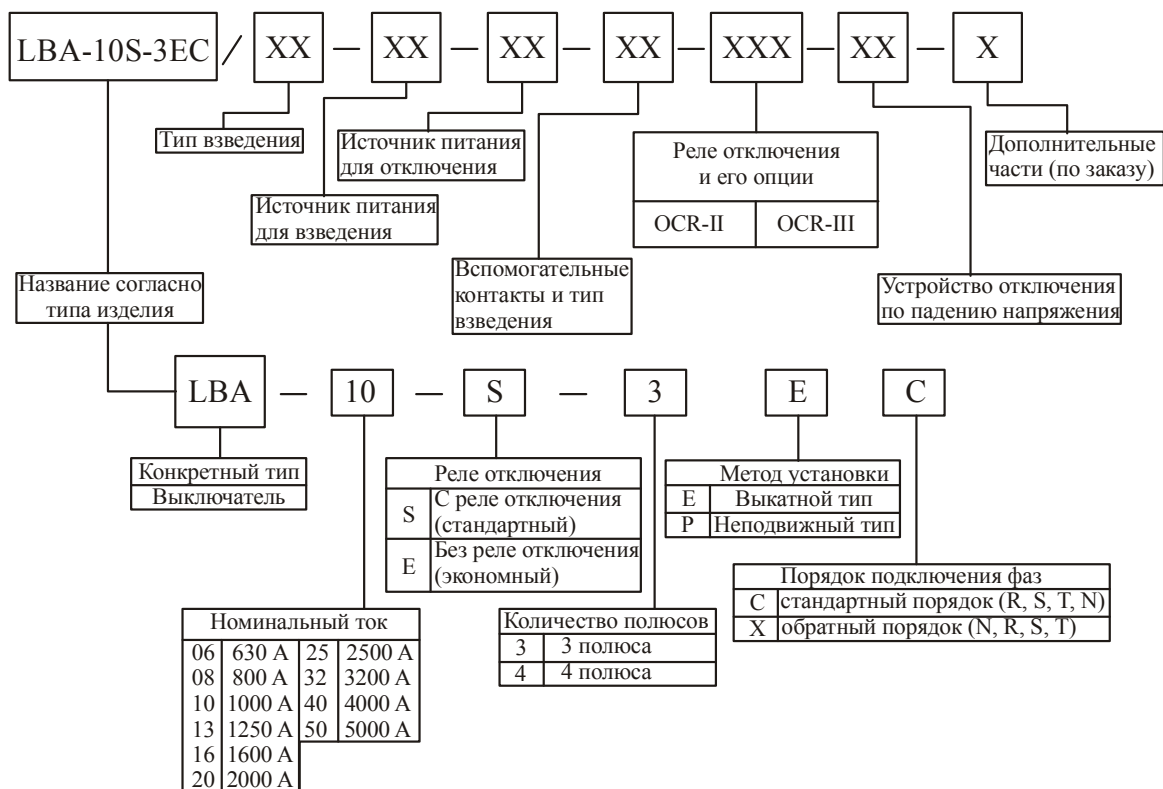 LBA-10S-3EC / XX — XX — XX — XX — XXX — XX — X
Тип взведения
Источник питания
для отключения
Источник питания
для взведения
Вспомогательные
контакты и тип
взведения
Реле отключения
и его опции
OCR-II OCR-III
Устройство отключения
по падению напряжения
Дополнительные
части (по заказу)
Название согласно
типа изделия
LBA — 10 — S — 3 E C
Конкретный тип
Выключатель
Номинальный ток
06 630 А 25 2500 А
08 800 А 32 3200 А
10 1000 А 40 4000 А
13 1250 А 50 5000 А
16 1600 А
20 2000 А
Реле отключения
S С реле отключения
(стандартный)
E Без реле отключения
(экономный)
Количество полюсов
3 3 полюса
4 4 полюса
Метод установки
E Выкатной тип
P Неподвижный тип
Порядок подключения фаз
C стандартный порядок (R, S, T, N)
X обратный порядок (N, R, S, T)